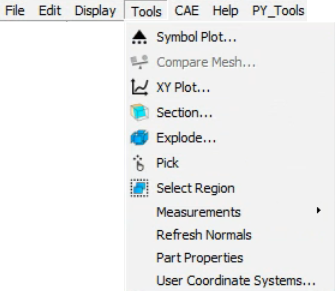 File Edit Display Tools CAE Help PY_Tools
Symbol Plot...
Compare Mesh...
XY Plot...
Section...
Explode...
Pick
Select Region
Measurements
Refresh Normals
Part Properties
User Coordinate Systems...